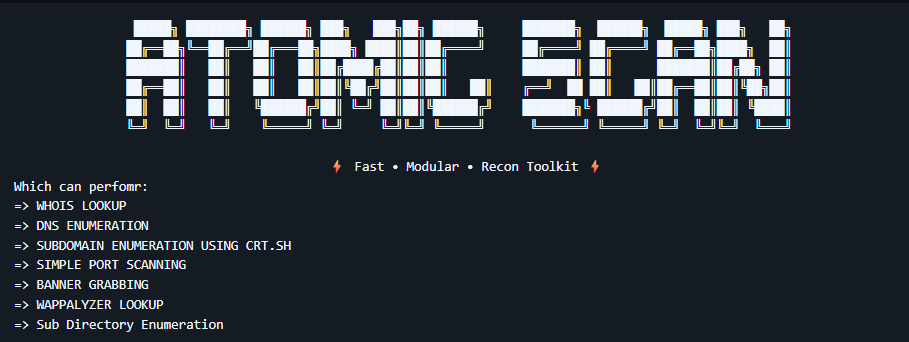 ATOMIC SCAN
⚡ Fast • Modular • Recon Toolkit ⚡
Which can perfomr:
=> WHOIS LOOKUP
=> DNS ENUMERATION
=> SUBDOMAIN ENUMERATION USING CRT.SH
=> SIMPLE PORT SCANNING
=> BANNER GRABBING
=> WAPPALYZER LOOKUP
=> Sub Directory Enumeration